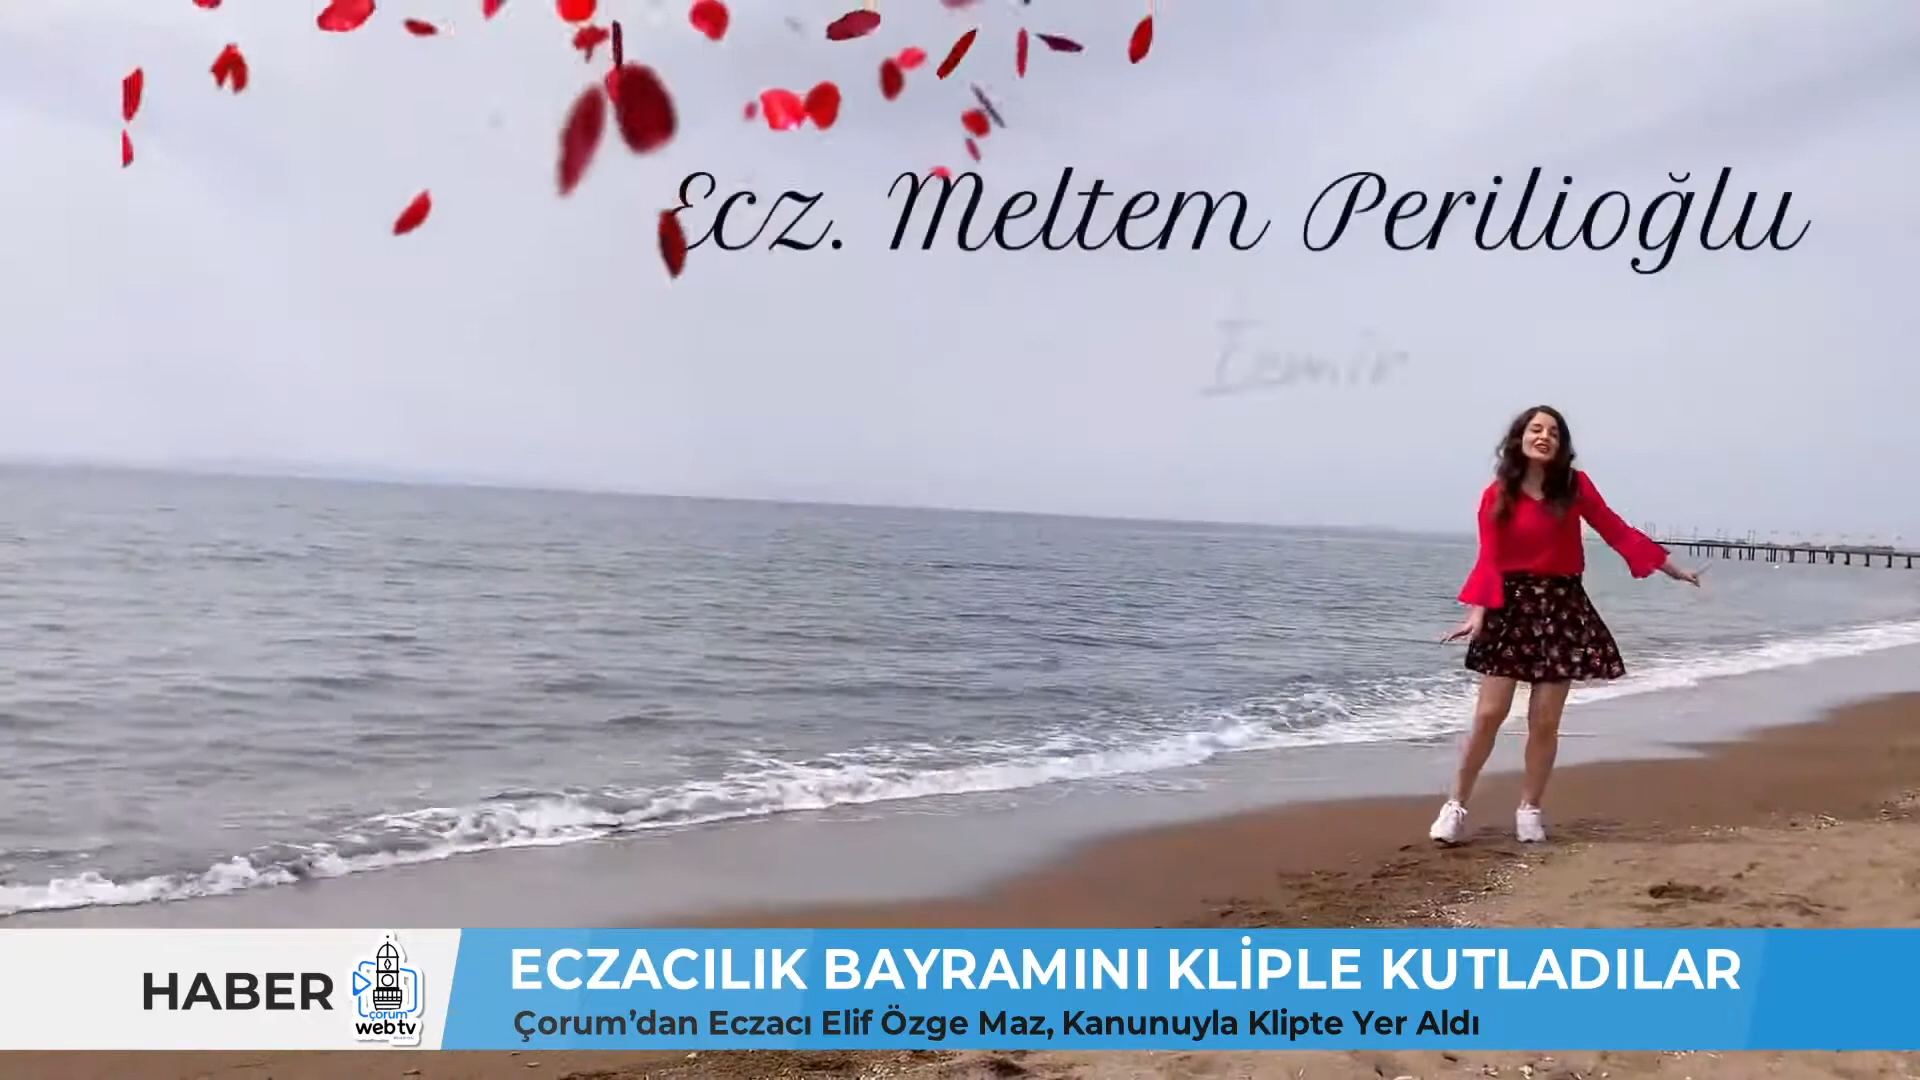 Ecz. Meltem Perilioğlu
İzmir
HABER
çorum
webtv
ECZACILIK BAYRAMINI KLİPLE KUTLADILAR
Çorum'dan Eczacı Elif Özge Maz, Kanunuyla Klipte Yer Aldı